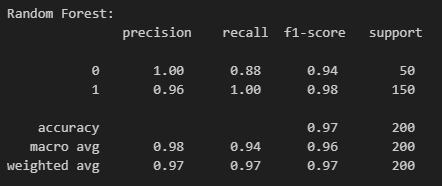 Random Forest:
precision recall f1-score support
0 1.00 0.88 0.94 50
1 0.96 1.00 0.98 150
accuracy 0.97 200
macro avg 0.98 0.94 0.96 200
weighted avg 0.97 0.97 0.97 200